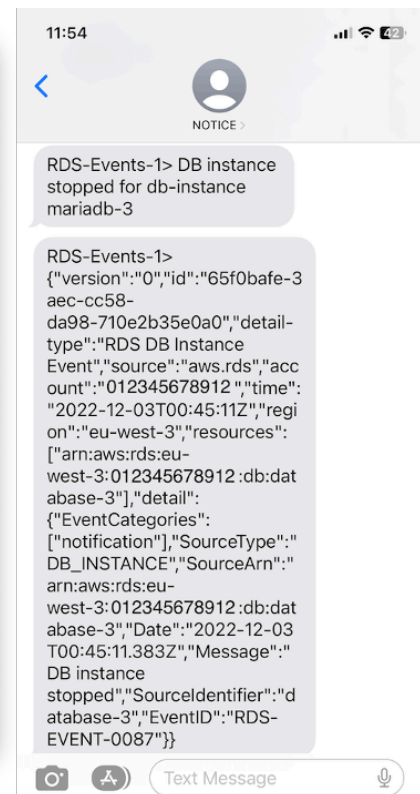 11:54
42
NOTICE >
RDS-Events-1> DB instance
stopped for db-instance
mariadb-3
RDS-Events-1>
{"version":"0","id":"65f0bafe-3
aec-cc58-
da98-710e2b35e0a0","detail-
type":"RDS DB Instance
Event","source":"aws.rds","acc
ount":"012345678912 ","time":
"2022-12-03T00:45:11Z","regi
on":"eu-west-3","resources":
["arn:aws:rds:eu-
west-3:012345678912:db:dat
abase-3"],"detail":
{"EventCategories":
["notification"],"SourceType":"
DB_INSTANCE","SourceArn":"
arn:aws:rds:eu-
west-3:012345678912:db:dat
abase-3","Date":"2022-12-03
T00:45:11.383Z","Message":"
DB instance
stopped","SourceIdentifier":"d
atabase-3","EventID":"RDS-
EVENT-0087"}}
Text Message